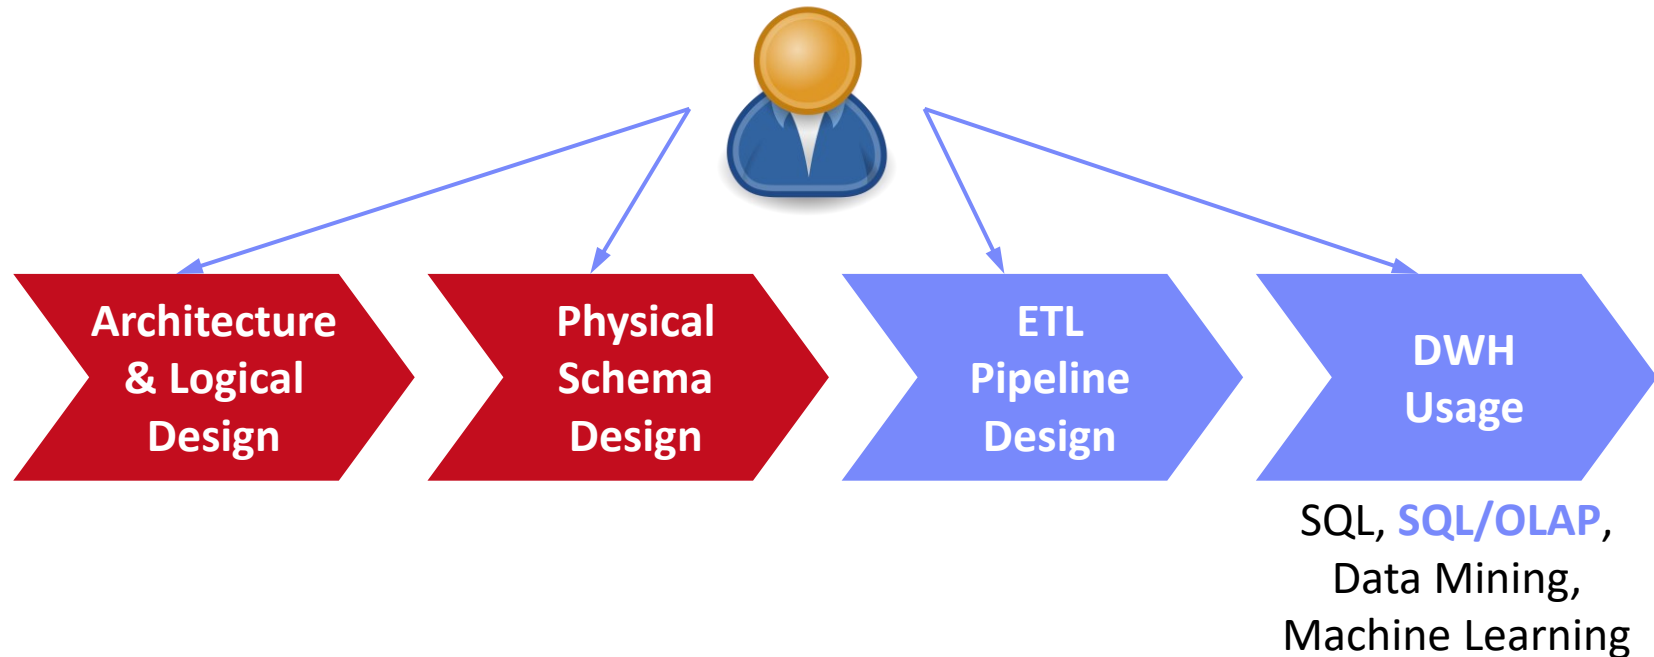 Architecture
& Logical
Design
Physical
Schema
Design
ETL
Pipeline
Design
DWH
Usage
SQL, SQL/OLAP,
Data Mining,
Machine Learning